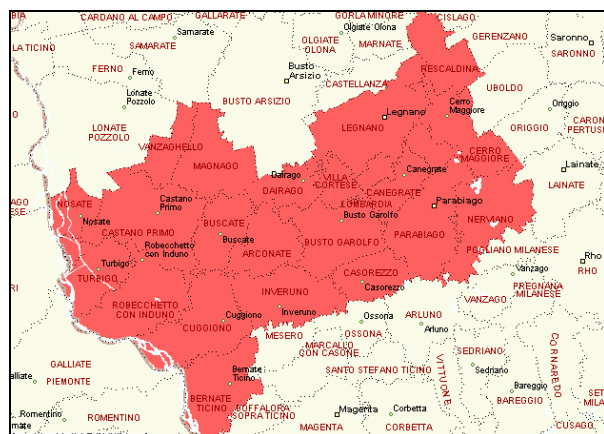 CARDANO AL CAMPO
GALLARATE
GORLA MINORE
CISLAGO
Samarate
SAMARATE
OLGIATE
OLONA
Olgiate Olona
MARNATE
GERENZANO
Saronno
SARONNO
LA TICINO
FERNO
Ferno
Busto
Arsizio
RESCALDINA
CASTELLANZA
UBOLDO
Lonate
Pozzolo
BUSTO ARSIZIO
Legnano
Cerro
Maggiore
Origgio
LONATE
POZZOLO
LEGNANO
ORIGGIO
CARON
PERTUS
VANZAGHELLO
MAGNAGO
CERRO
MAGGIORE
Lainate
LAINATE
Dairago
DAIRAGO
VILLA
CORTESE
Canegrate
CANEGRATE
NOSATE
Nosate
Castano
Primo
LOMBARDIA
Busto Garolfo
Parabiago
NERVIANO
CASTANO PRIMO
BUSCATE
Buscate
BUSTO GAROLFO
PARABIAGO
Robecchetto
con Induno
ARCONATE
POGLIANO MILANESE
Turbigo
TURBIGO
CASOREZZO
Casorezzo
Vanzago
Rho
RHO
PREGNANA
MILANESE
INVERUNO
Inveruno
VANZAGO
ROBECCHETTO
CON INDUNO
Cuggiono
CUGGIONO
MESERO
Ossona
OSSONA
ARLUNO
Arluno
MARCALLO
CON CASONE
VITTUONE
SEDRIANO
Sedriano
CORNAREDO
GALLIATE
PIEMONTE
Bernate
Ticino
SANTO STEFANO TICINO
BERNATE
TICINO
Bareggio
BAREGGIO
Romentino
ROMENTINO
BOFFALORA
SOPRA TICINO
Magenta
MAGENTA
Corbetta
CORBETTA
CUSAGO